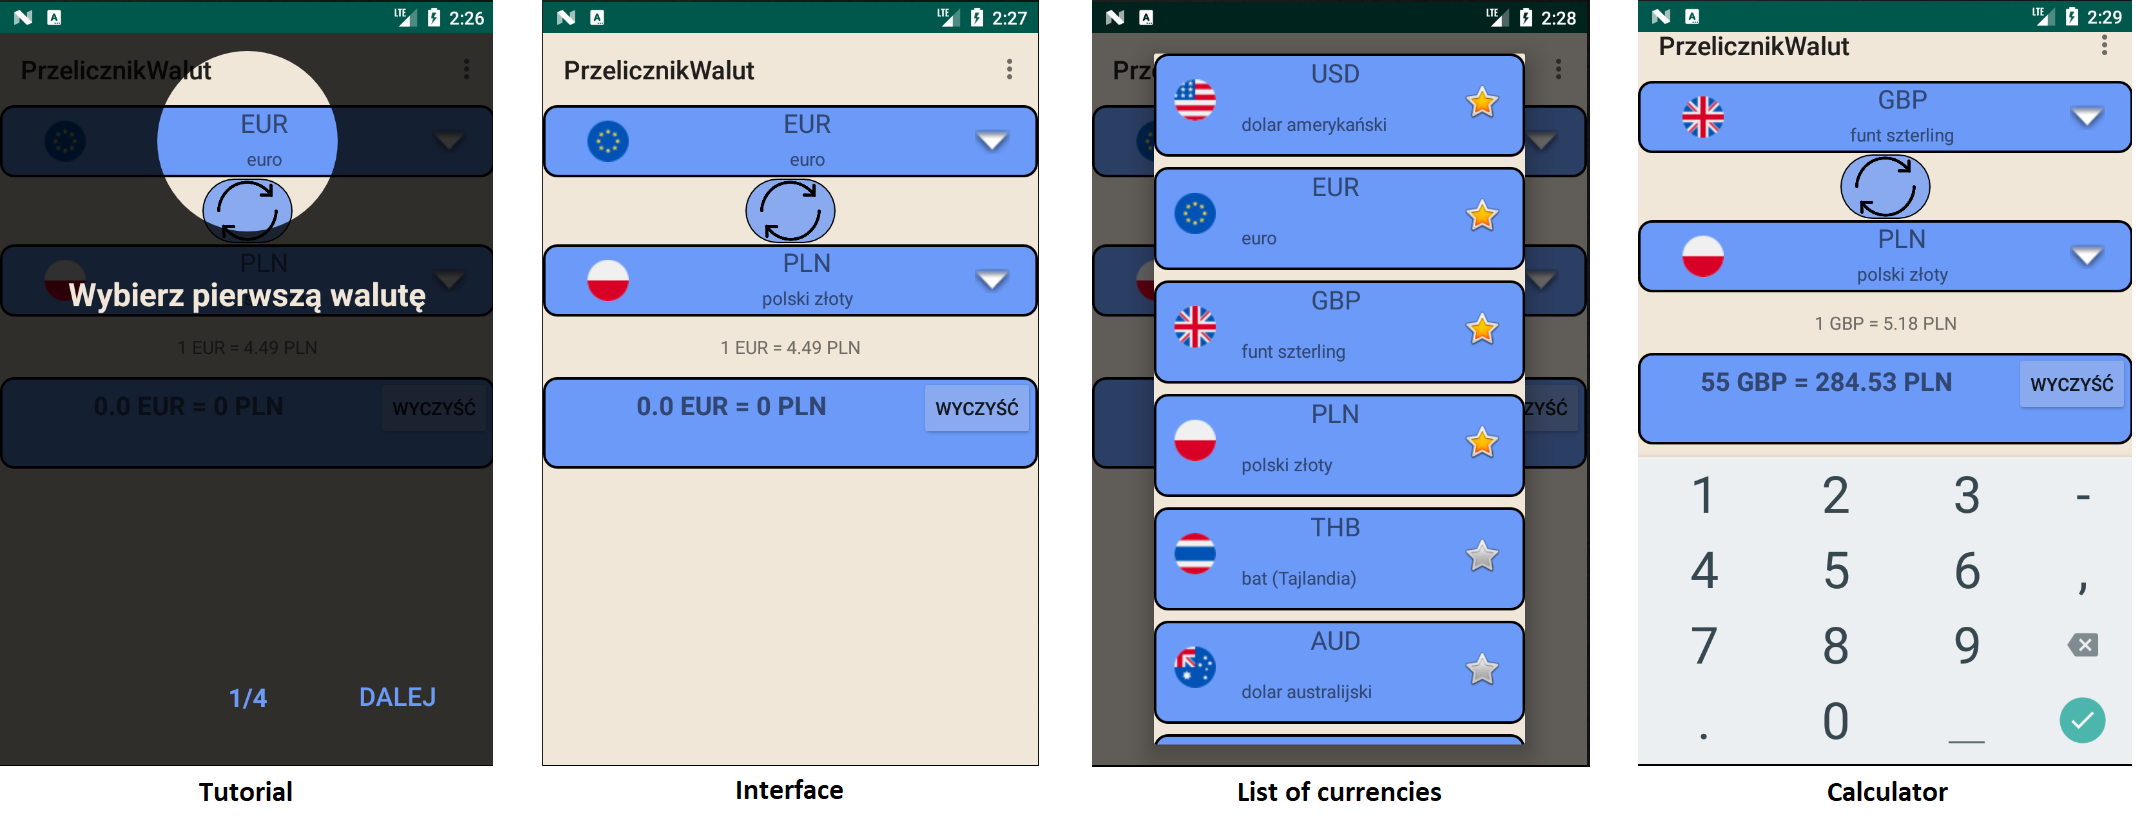 LTE 2:26
PrzelicznikWalut
EUR
euro
PLN
Wybierz pierwszą walutę
1 EUR = 4.49 PLN
0.0 EUR = 0 PLN
WYCZYŚĆ
1/4 DALEJ
Tutorial
LTE 2:27
PrzelicznikWalut
EUR
euro
PLN
polski złoty
1 EUR = 4.49 PLN
0.0 EUR = 0 PLN
WYCZYŚĆ
Interface
LTE 2:28
Prz
USD
dolar amerykański
EUR
euro
GBP
funt szterling
PLN
polski złoty
ZYŚĆ
THB
bat (Tajlandia)
AUD
dolar australijski
List of currencies
LTE 2:29
PrzelicznikWalut
GBP
funt szterling
PLN
polski złoty
1 GBP = 5.18 PLN
55 GBP = 284.53 PLN
WYCZYŚĆ
1 2 3 -
4 5 6 ,
7 8 9
. 0 _
Calculator